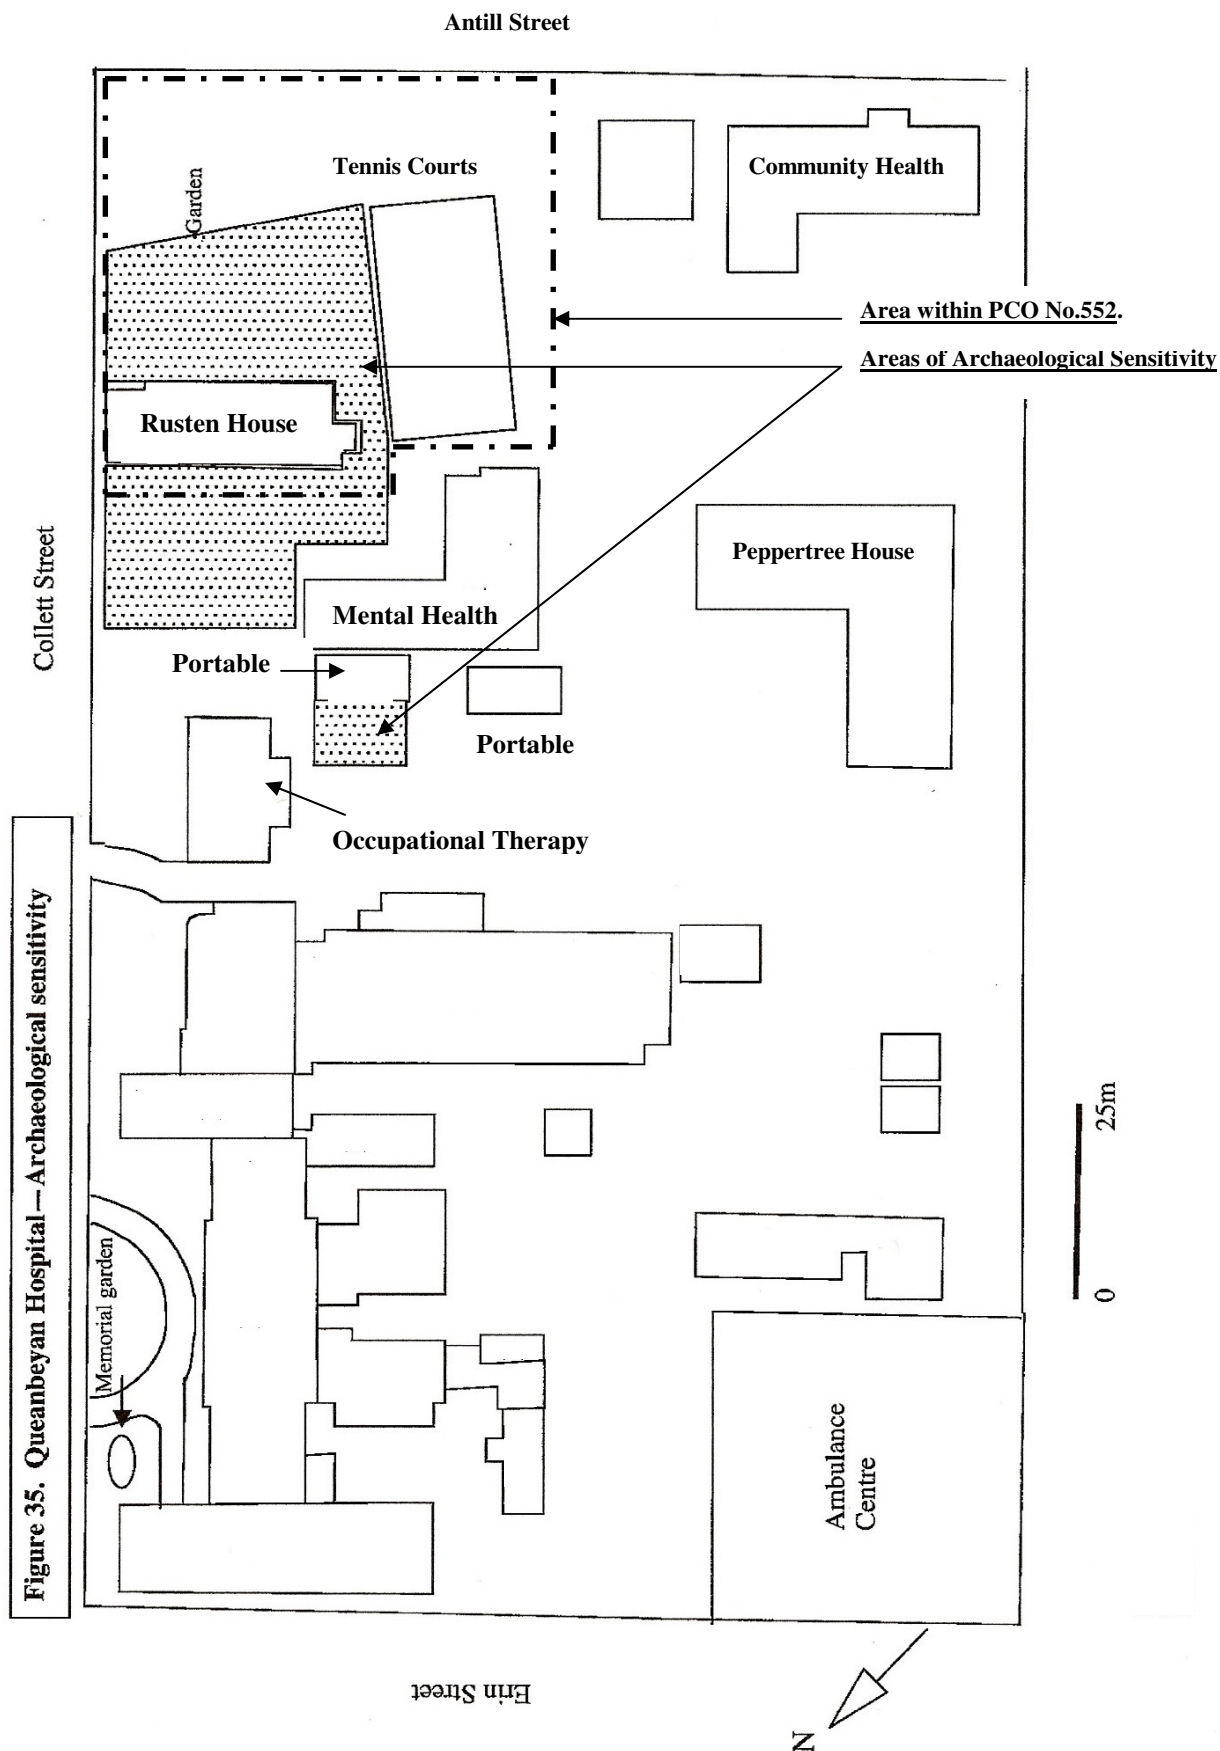 Antill Street
Tennis Courts
Community Health
Garden
Area within PCO No.552.
Areas of Archaeological Sensitivity
Rusten House
Collett Street
Peppertree House
Mental Health
Portable
Portable
Occupational Therapy
Figure 35. Queanbeyan Hospital—Archaeological sensitivity
Memorial garden
25m
0
Ambulance
Centre
Erin Street
N